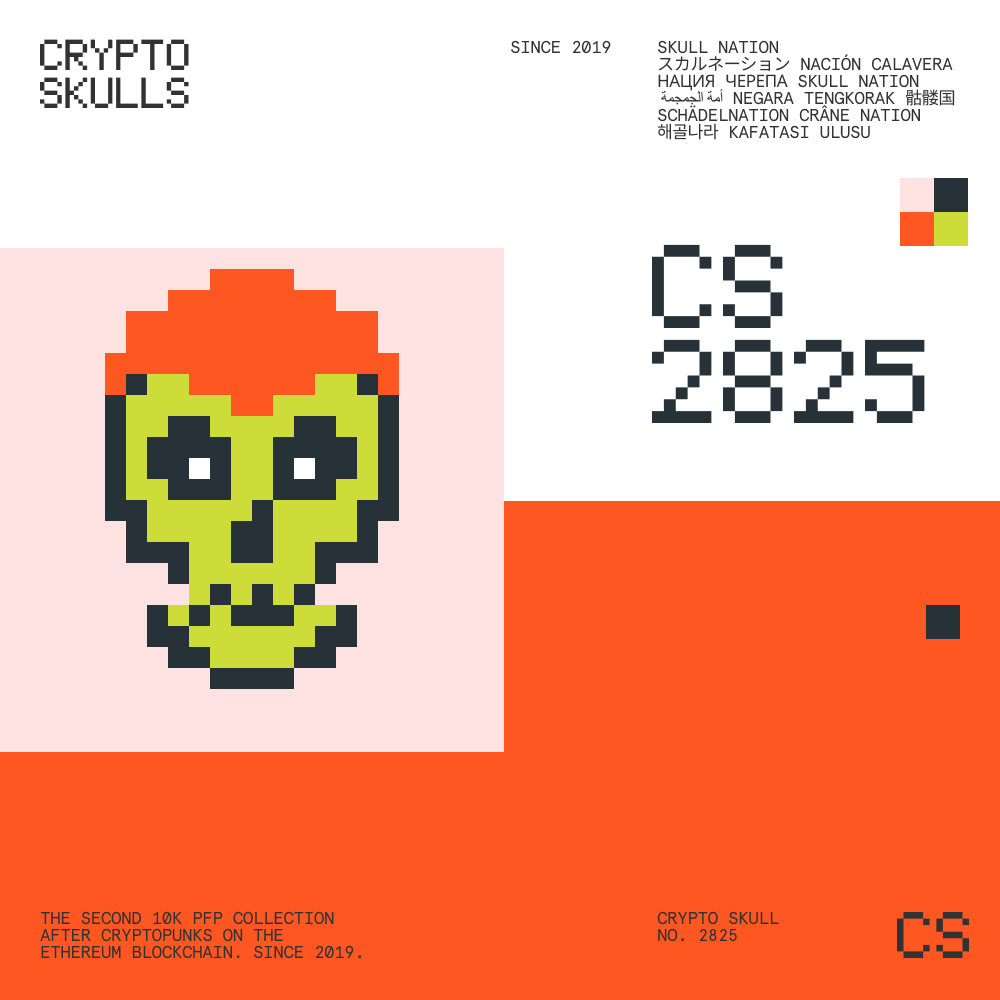 CRYPTO
SKULLS
SINCE 2019
SKULL NATION
スカルネーション NACIÓN CALAVERA
НАЦИЯ ЧЕРЕПА SKULL NATION
أمة الجمجمة NEGARA TENGKORAK 骷髅国
SCHÄDELNATION CRÂNE NATION
해골나라 KAFATASI ULUSU
CS
2825
THE SECOND 10K PFP COLLECTION
AFTER CRYPTOPUNKS ON THE
ETHEREUM BLOCKCHAIN. SINCE 2019.
CRYPTO SKULL
NO. 2825
CS